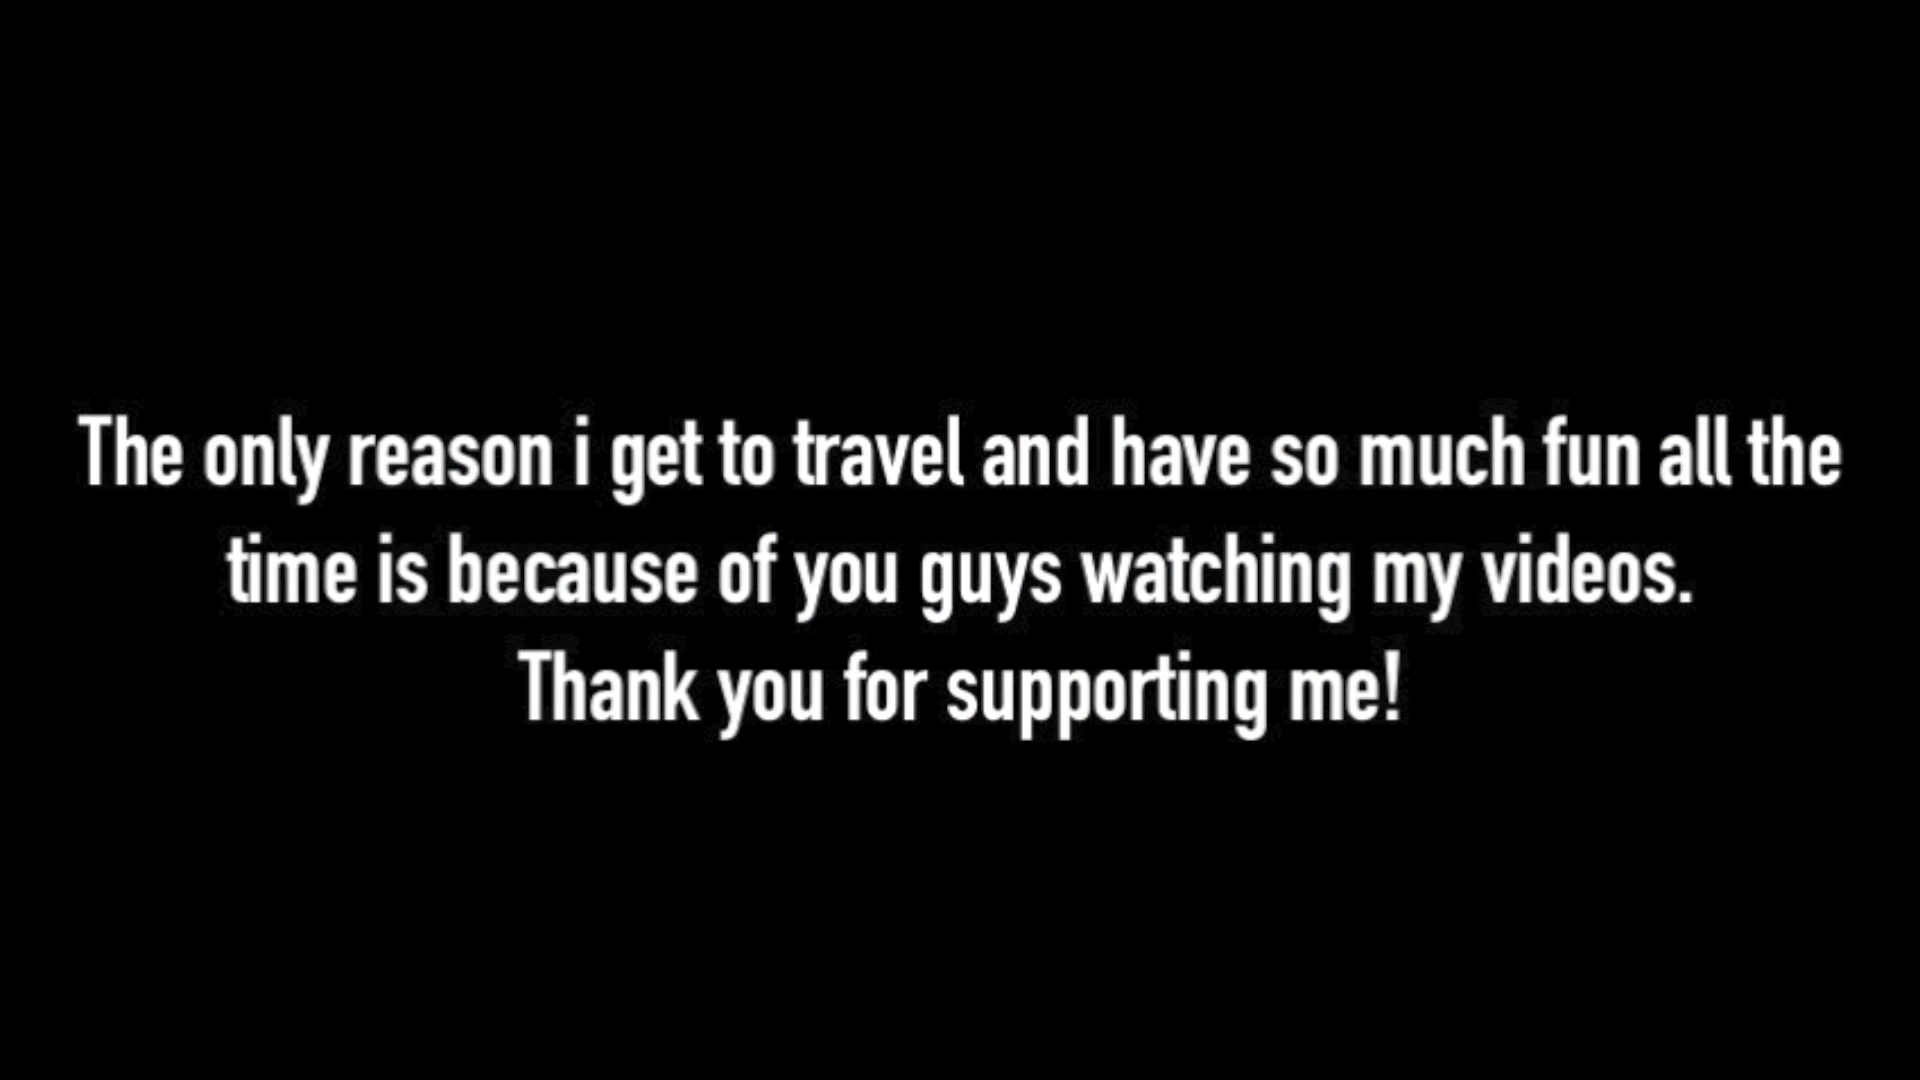 The only reason i get to travel and have so much fun all the
time is because of you guys watching my videos.
Thank you for supporting me!